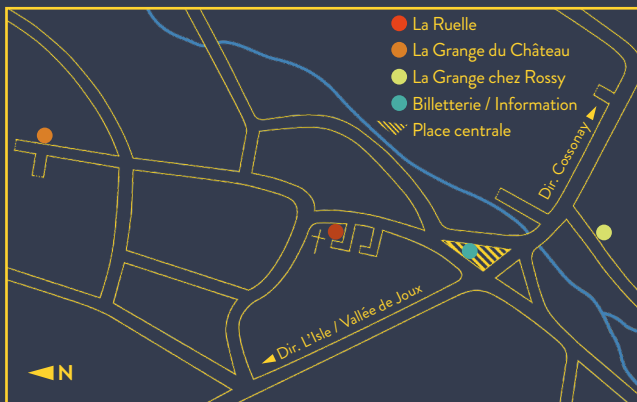 La Ruelle
La Grange du Château
La Grange chez Rossy
Billetterie / Information
Place centrale
Dir. Cossonay
Dir. L'Isle / Vallée de Joux
N